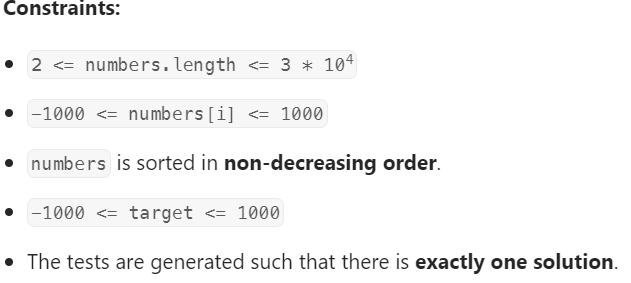 Constraints:
• 2 <= numbers.length <= 3 * 10⁴
• -1000 <= numbers[i] <= 1000
• numbers is sorted in non-decreasing order.
• -1000 <= target <= 1000
• The tests are generated such that there is exactly one solution.